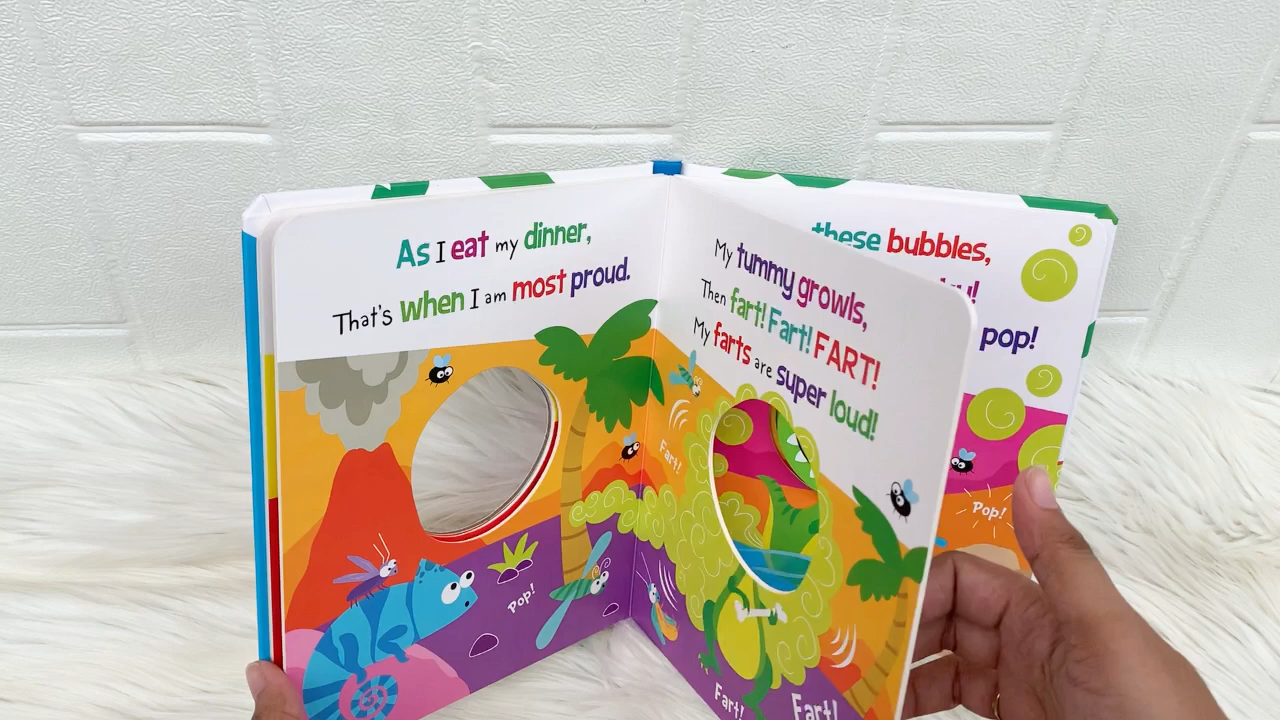 As I eat my dinner,
That's when I am most proud.
Pop!
My tummy growls,
Then fart! Fart! FART!
My farts are super loud!
Fart!
Fart!
Fart!
these bubbles,
pop!
Pop!